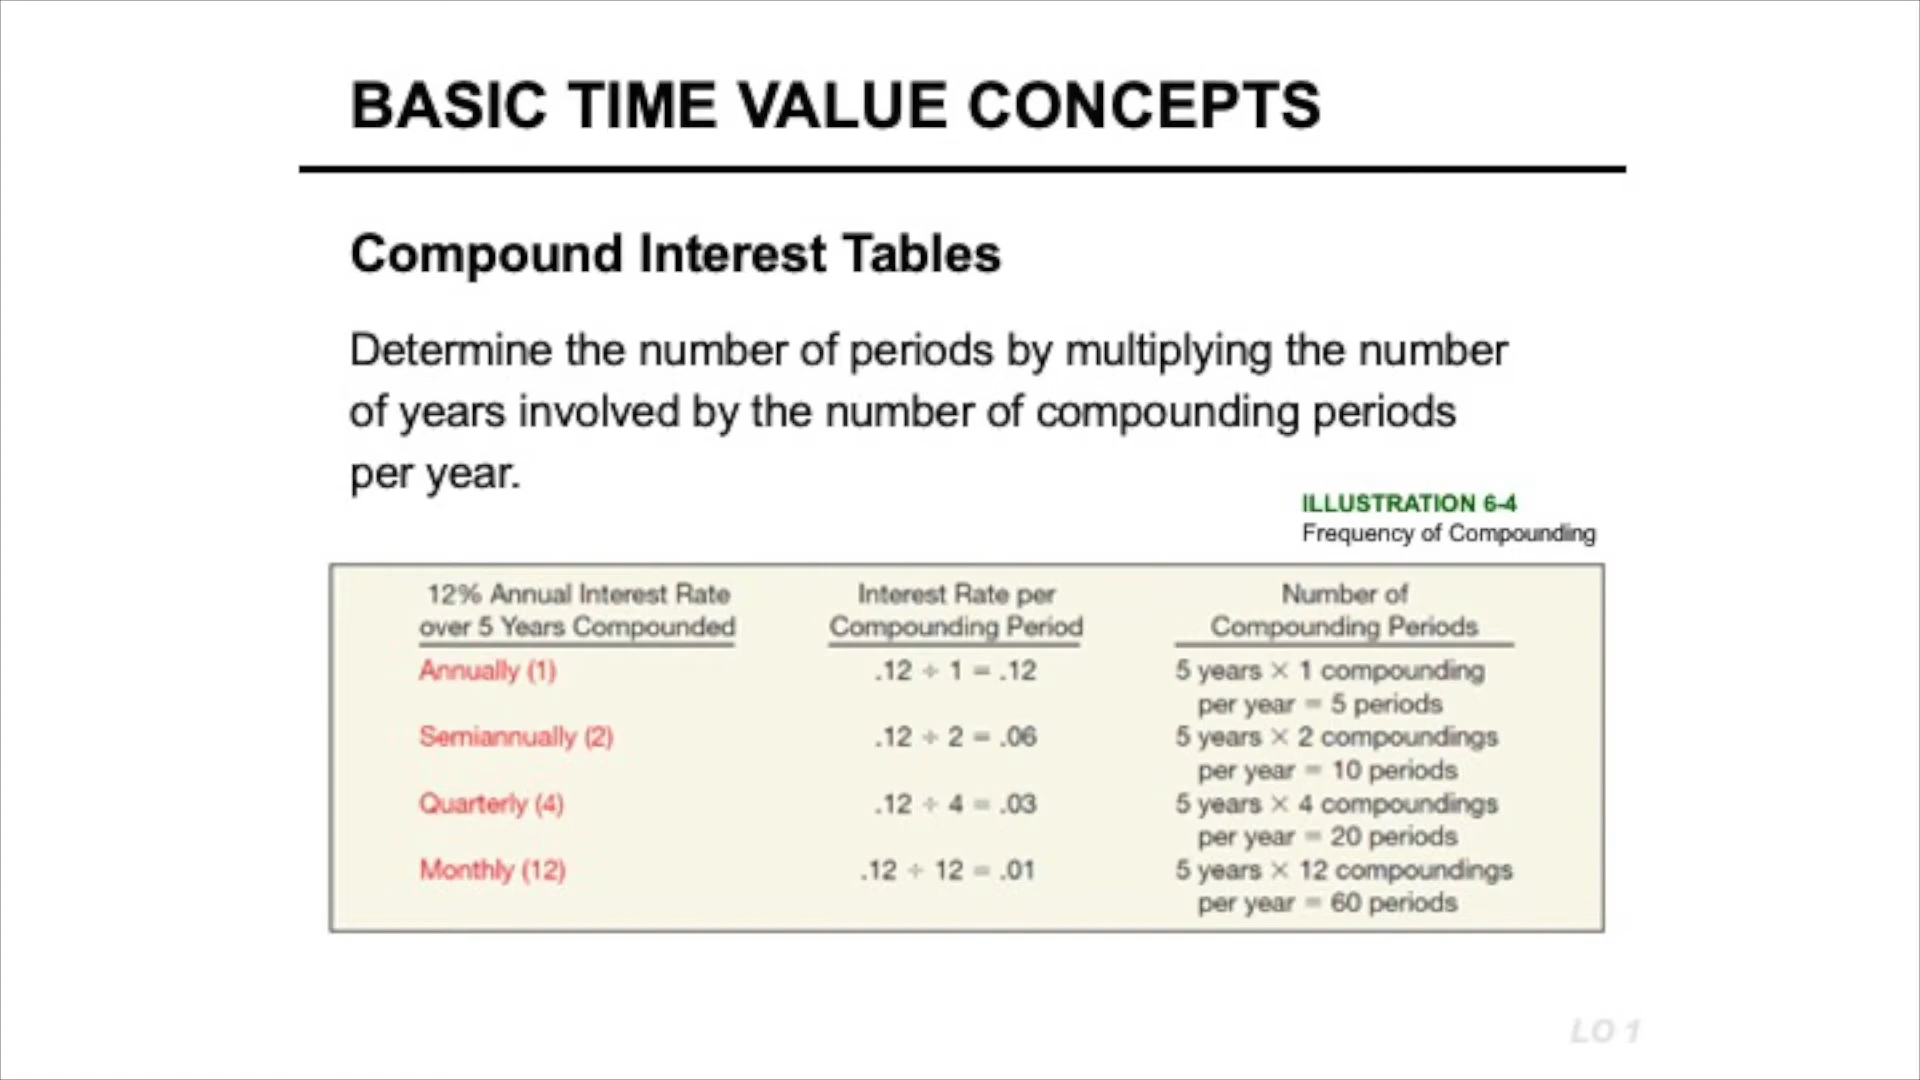 BASIC TIME VALUE CONCEPTS
Compound Interest Tables
Determine the number of periods by multiplying the number
of years involved by the number of compounding periods
per year.
ILLUSTRATION 6-4
Frequency of Compounding
12% Annual Interest Rate
over 5 Years Compounded
Interest Rate per
Compounding Period
Number of
Compounding Periods
Annually (1) .12 ÷ 1 = .12 5 years × 1 compounding
per year = 5 periods
Semiannually (2) .12 ÷ 2 = .06 5 years × 2 compoundings
per year = 10 periods
Quarterly (4) .12 ÷ 4 = .03 5 years × 4 compoundings
per year = 20 periods
Monthly (12) .12 ÷ 12 = .01 5 years × 12 compoundings
per year = 60 periods
LO 1